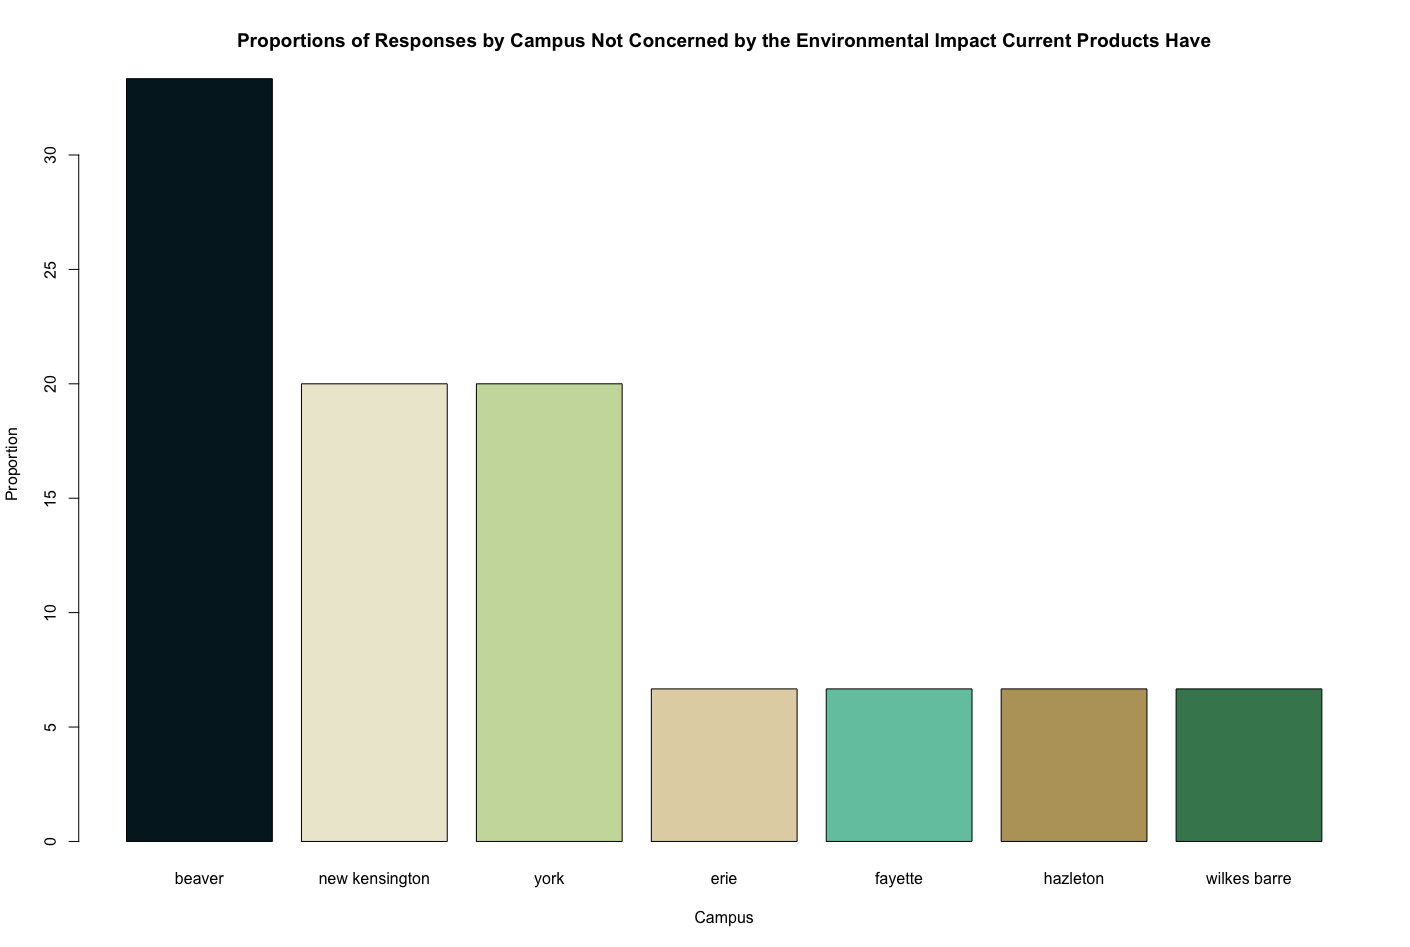 Proportions of Responses by Campus Not Concerned by the Environmental Impact Current Products Have
30
25
20
15
10
5
0
Proportion
beaver new kensington york erie fayette hazleton wilkes barre
Campus